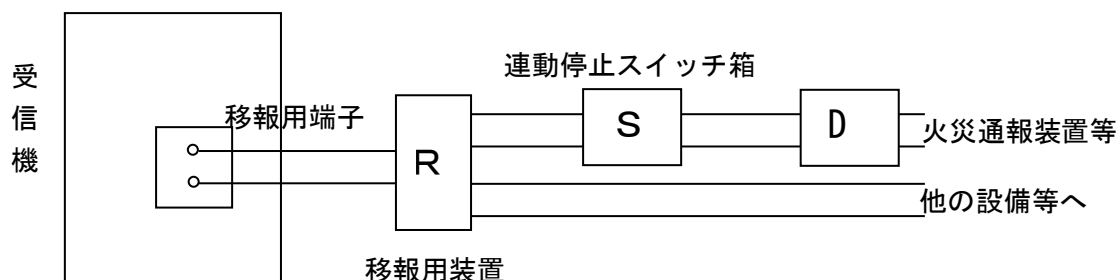 受信機
移報用端子
移報用装置
R
連動停止スイッチ箱
S
D
火災通報装置等
他の設備等へ